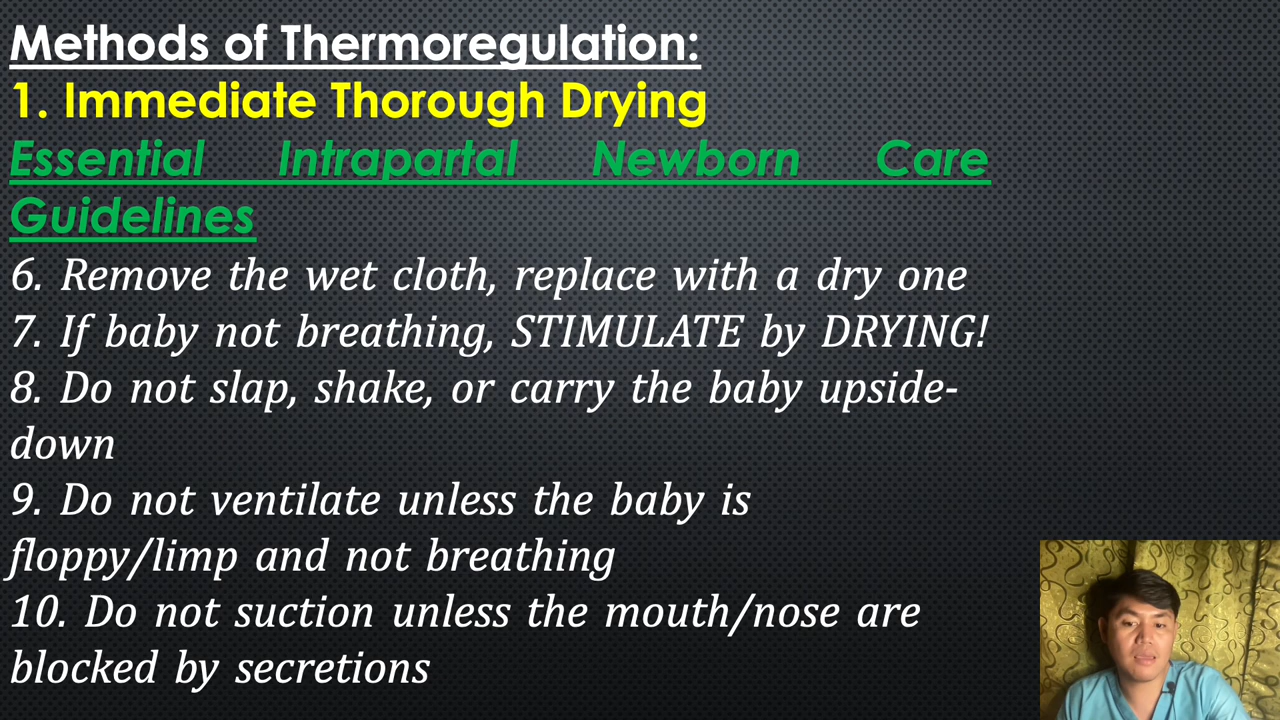 Methods of Thermoregulation:
1. Immediate Thorough Drying
Essential Intrapartal Newborn Care
Guidelines
6. Remove the wet cloth, replace with a dry one
7. If baby not breathing, STIMULATE by DRYING!
8. Do not slap, shake, or carry the baby upside-
down
9. Do not ventilate unless the baby is
floppy/limp and not breathing
10. Do not suction unless the mouth/nose are
blocked by secretions